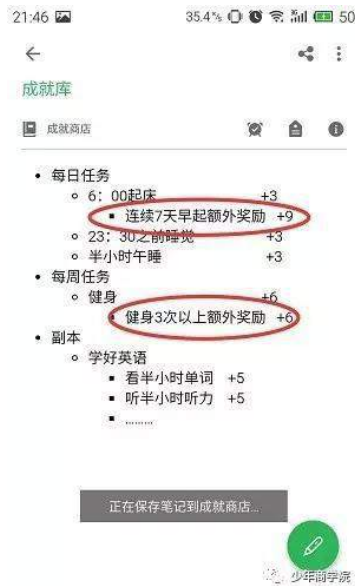 21:46 35.4% 50
成就库
成就商店
每日任务
6：00起床 +3
连续7天早起额外奖励 +9
23：30之前睡觉 +3
半小时午睡 +3
每周任务
健身 +6
健身3次以上额外奖励 +6
副本
学好英语
看半小时单词 +5
听半小时听力 +5
………
正在保存笔记到成就商店...
少年商学院